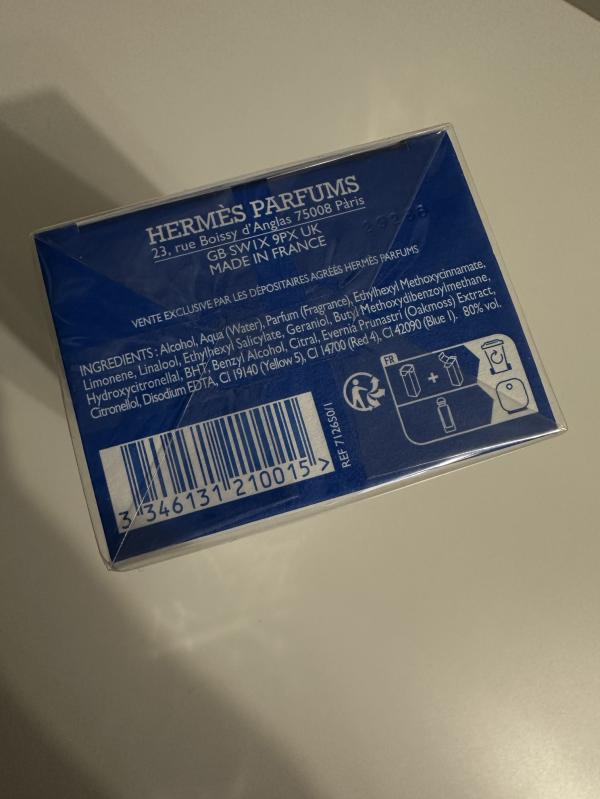 HERMÈS PARFUMS
23, rue Boissy d'Anglas 75008 Paris
GB SW1X 9PX UK
MADE IN FRANCE
VENTE EXCLUSIVE PAR LES DÉPOSITAIRES AGRÉÉS HERMÈS PARFUMS
INGREDIENTS : Alcohol, Aqua (Water), Parfum (Fragrance), Ethylhexyl Methoxycinnamate,
Limonene, Linalool, Ethylhexyl Salicylate, Geraniol, Butyl Methoxydibenzoylmethane,
Hydroxycitronellal, BHT, Benzyl Alcohol, Citral, Evernia Prunastri (Oakmoss) Extract,
Citronellol, Disodium EDTA, CI 19140 (Yellow 5), CI 14700 (Red 4), CI 42090 (Blue 1). 80% vol.
FR
+
REF 712650/1
3 346131 210015 >